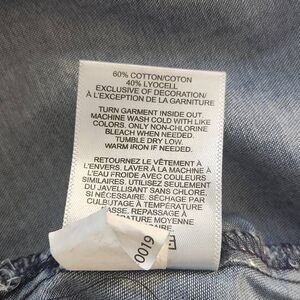 60% COTTON/COTON
40% LYOCELL
EXCLUSIVE OF DECORATION/
À L'EXCEPTION DE LA GARNITURE
TURN GARMENT INSIDE OUT.
MACHINE WASH COLD WITH LIKE
COLORS. ONLY NON-CHLORINE
BLEACH WHEN NEEDED.
TUMBLE DRY LOW.
WARM IRON IF NEEDED.
RETOURNEZ LE VÊTEMENT À
L'ENVERS. LAVER À LA MACHINE À
L'EAU FROIDE AVEC COULEURS
SIMILAIRES. UTILISEZ SEULEMENT
DU JAVELLISANT SANS CHLORE,
SI NÉCESSAIRE. SÉCHAGE PAR
CULBUTAGE À TEMPÉRATURE
BASSE. REPASSAGE À
MOYENNE
0019